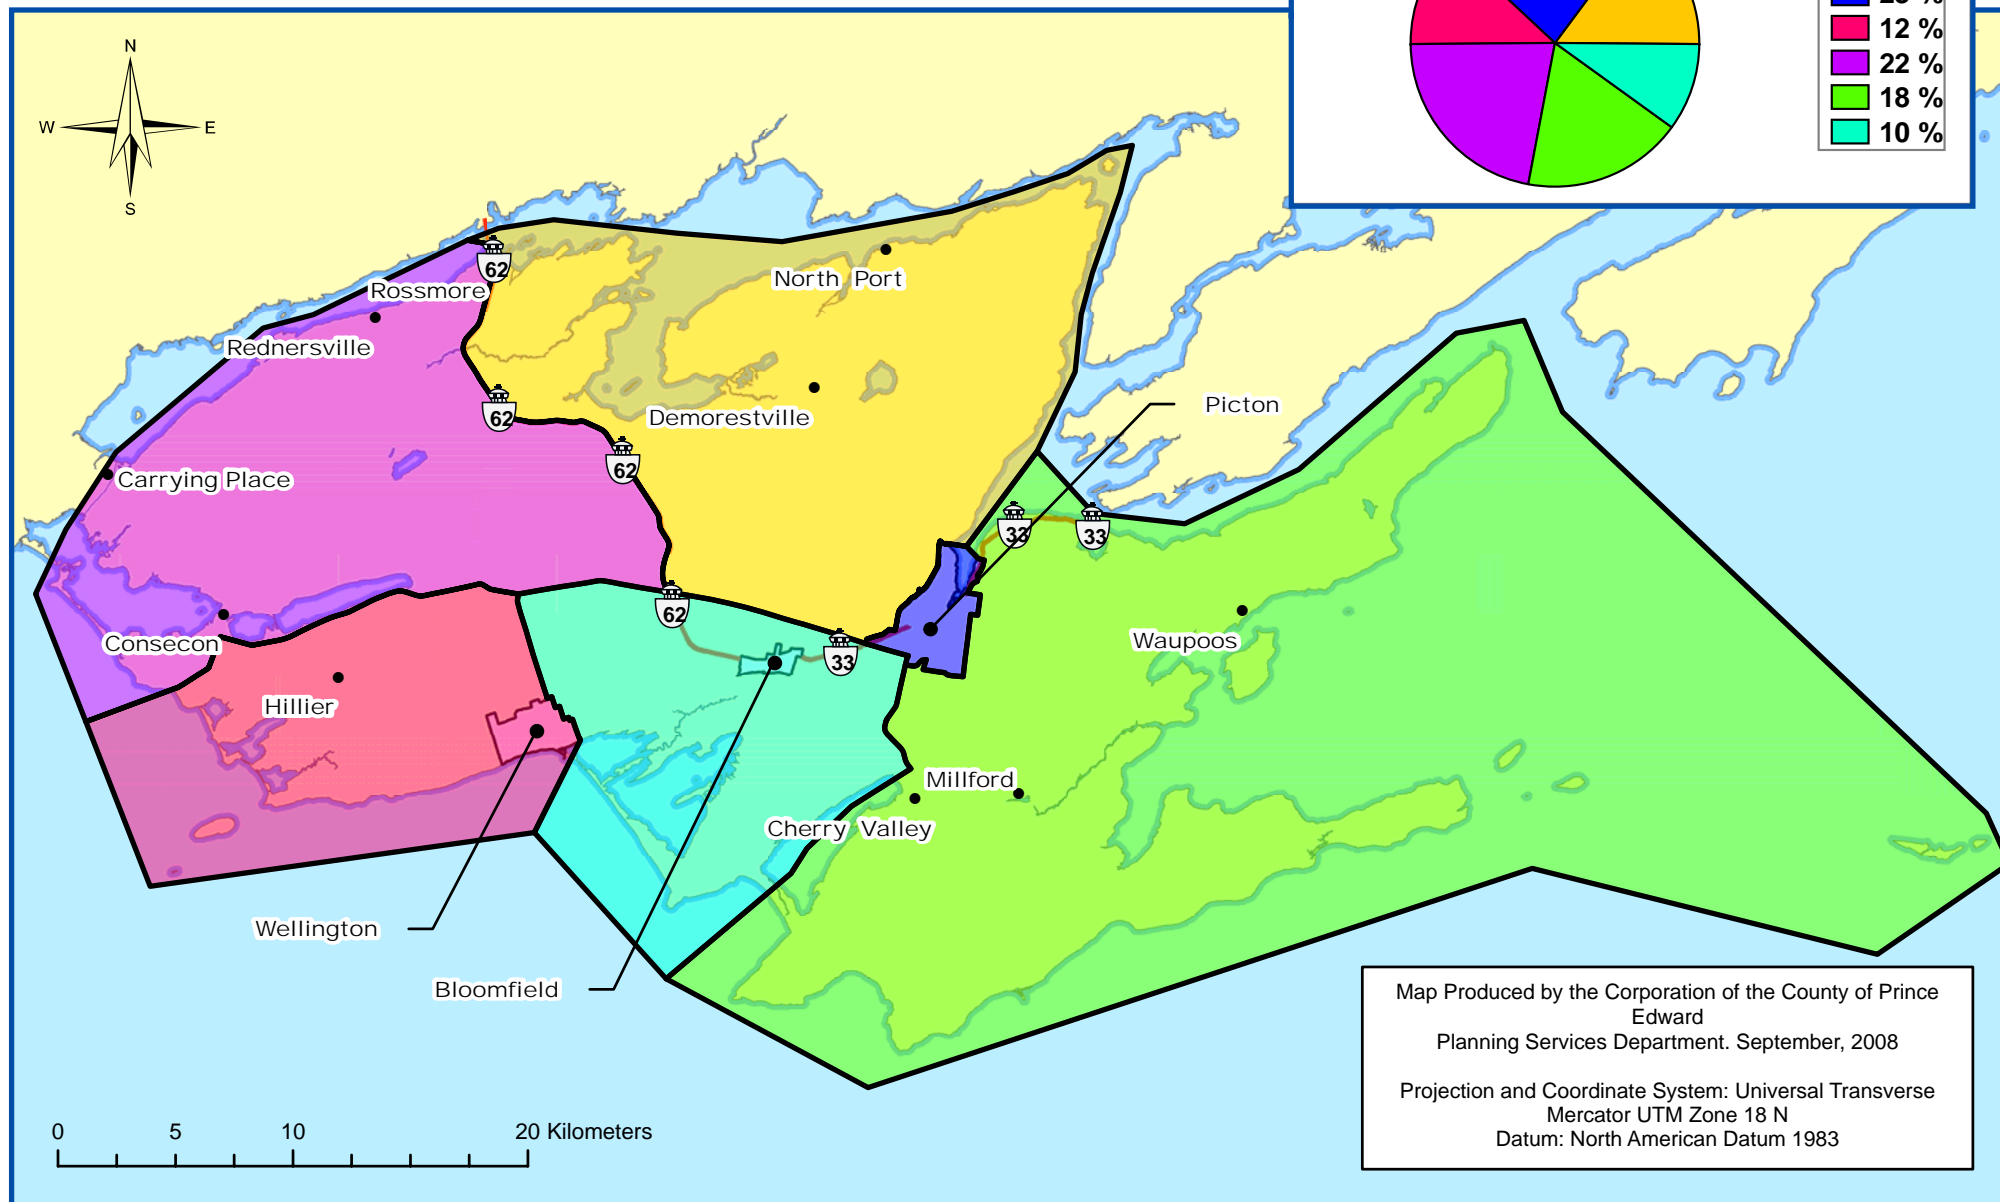 12 %
22 %
18 %
10 %
N
W
E
S
62
North Port
Rossmore
Rednersville
62
Demorestville
Picton
62
Carrying Place
33
33
62
Consecon
33
Waupoos
Hillier
Millford
Cherry Valley
Wellington
Bloomfield
Map Produced by the Corporation of the County of Prince
Edward
Planning Services Department. September, 2008
Projection and Coordinate System: Universal Transverse
Mercator UTM Zone 18 N
Datum: North American Datum 1983
0 5 10 20 Kilometers